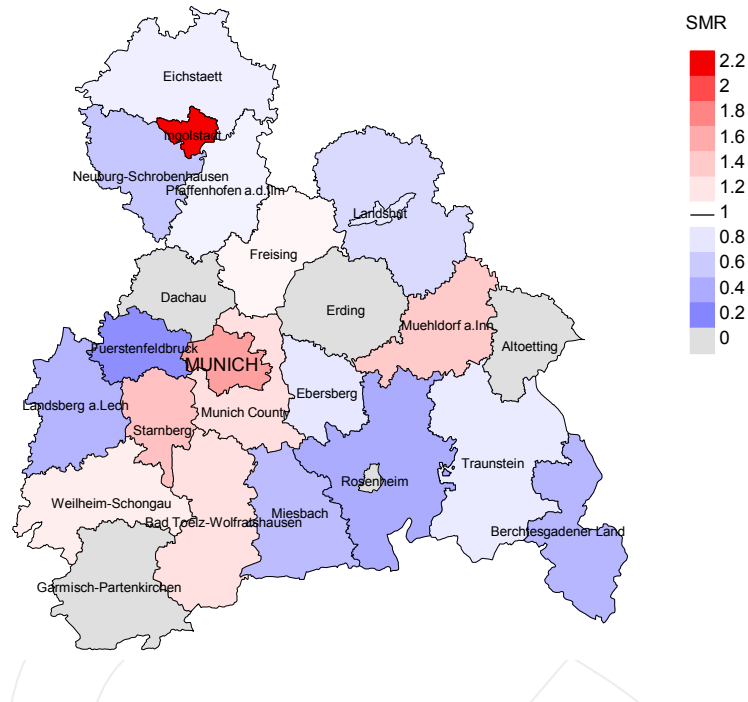 SMR
2.2
2
1.8
1.6
1.4
1.2
1
0.8
0.6
0.4
0.2
0
Eichstaett
Ingolstadt
Neuburg-Schrobenhausen
Pfaffenhofen a.d.Ilm
Landshut
Freising
Dachau
Erding
Muehldorf a.Inn
Altoetting
Fuerstenfeldbruck
MUNICH
Ebersberg
Landsberg a.Lech
Munich County
Starnberg
Traunstein
Rosenheim
Weilheim-Schongau
Miesbach
Bad Toelz-Wolfratshausen
Berchtesgadener Land
Garmisch-Partenkirchen